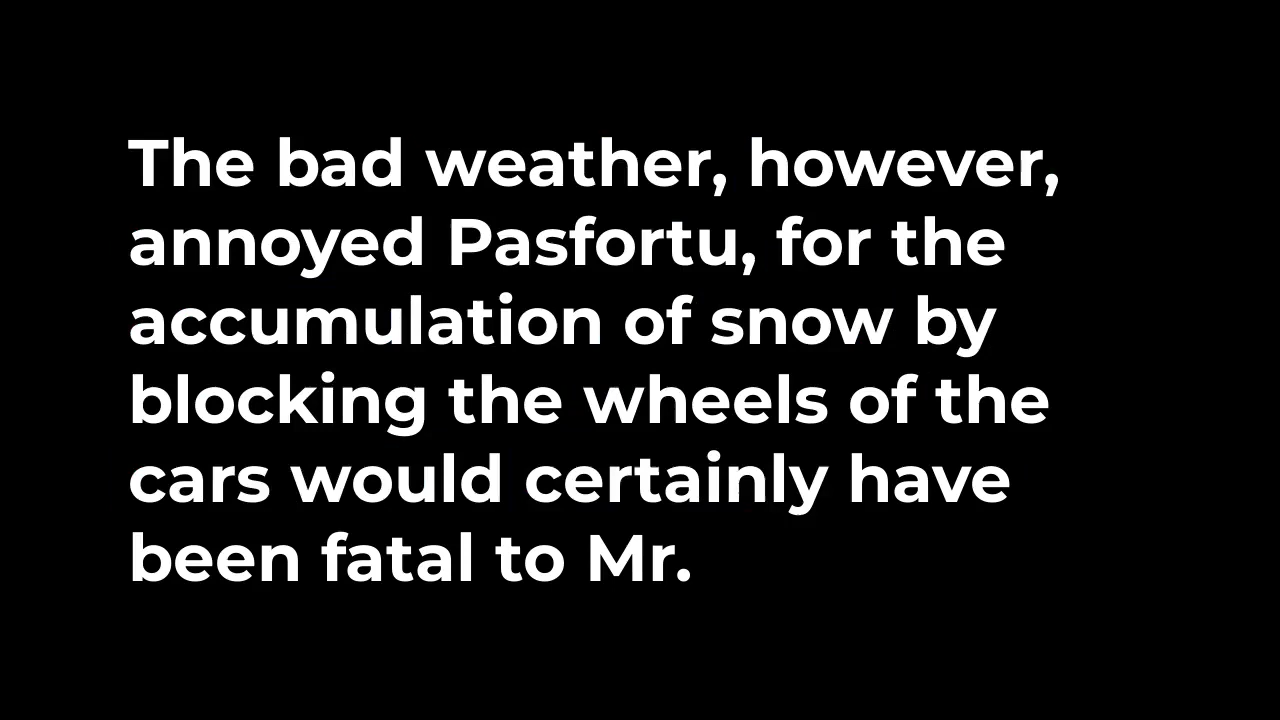 The bad weather, however,
annoyed Pasfortu, for the
accumulation of snow by
blocking the wheels of the
cars would certainly have
been fatal to Mr.